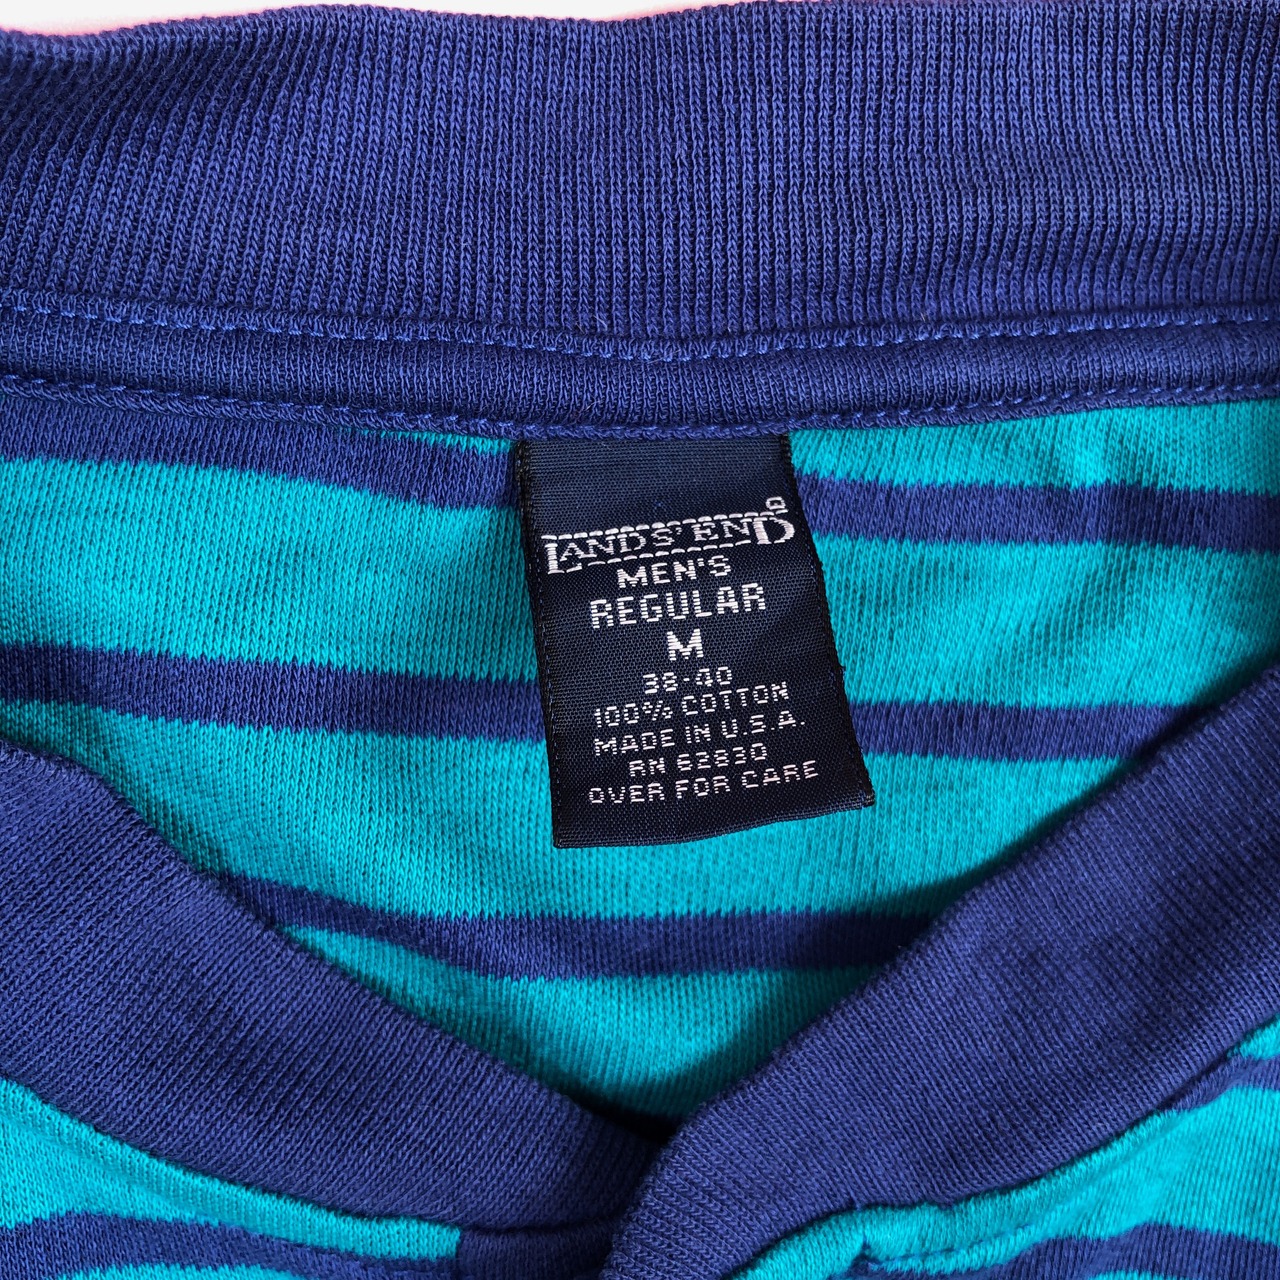 LANDS' END
MEN'S
REGULAR
M
38-40
100% COTTON
MADE IN U.S.A.
RN 62830
OVER FOR CARE